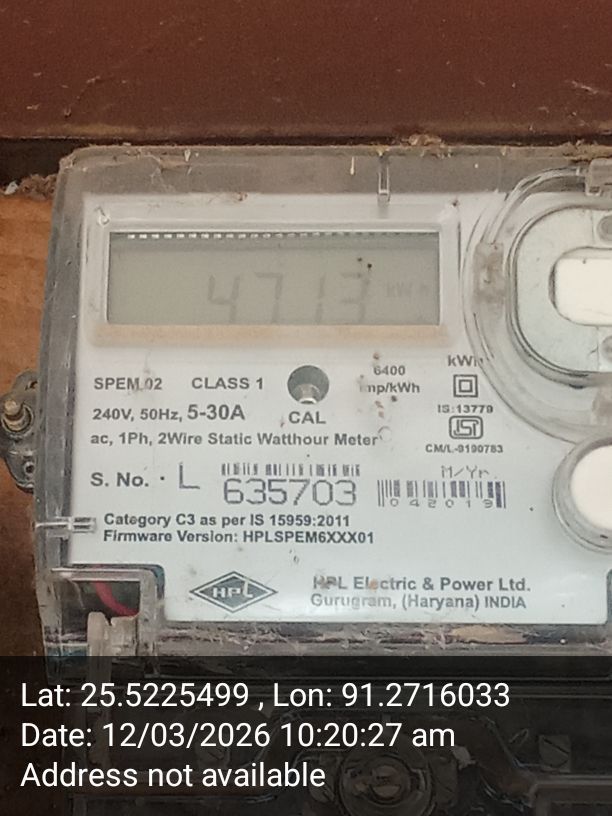 4713 kWh
SPEM.02 CLASS 1
6400 imp/kWh
kWh
240V, 50Hz, 5-30A
CAL
IS:13779
ISI
ac, 1Ph, 2Wire Static Watthour Meter
CM/L-9190783
S. No. L 635703
M/Yr.
042019
Category C3 as per IS 15959:2011
Firmware Version: HPLSPEM6XXX01
HPL
HPL Electric & Power Ltd.
Gurugram, (Haryana) INDIA
Lat: 25.5225499 , Lon: 91.2716033
Date: 12/03/2026 10:20:27 am
Address not available